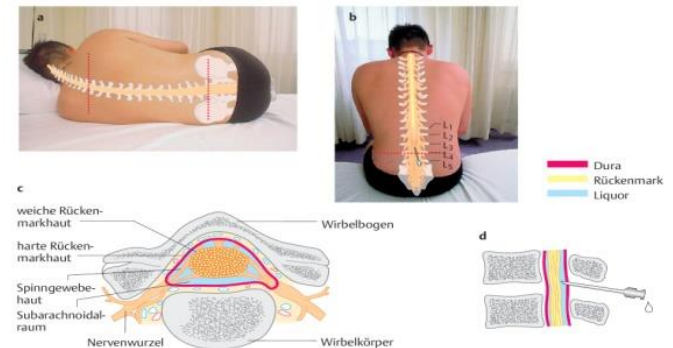 a
b
L1
L2
L3
L4
L5
Dura
Rückenmark
Liquor
c
weiche Rücken-
markhaut
harte Rücken-
markhaut
Spinngewebe-
haut
Subarachnoidal-
raum
Nervenwurzel
Wirbelbogen
Wirbelkörper
d